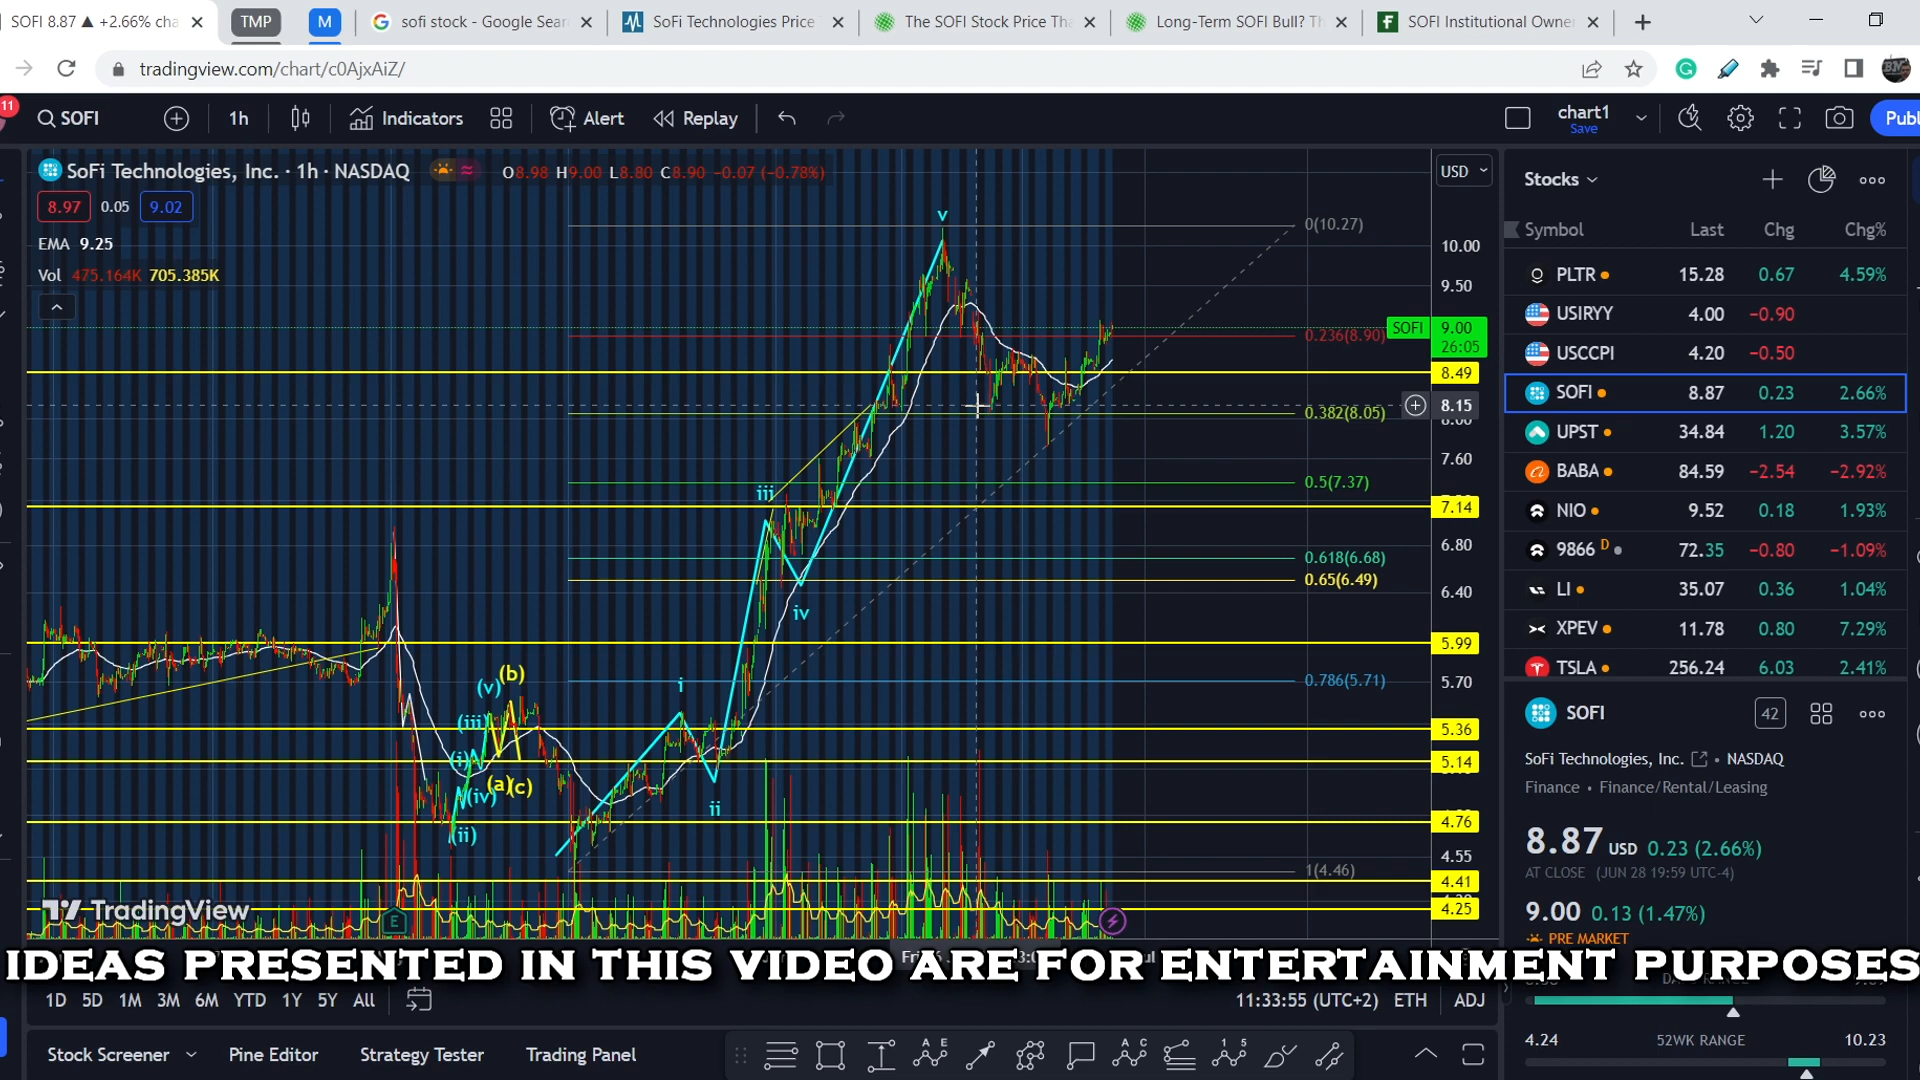 SOFI 8.87 ▲ +2.66% cha
TMP
M
sofi stock - Google Sear
SoFi Technologies Price
The SOFI Stock Price Tha
Long-Term SOFI Bull? Th
SOFI Institutional Owner
tradingview.com/chart/c0AjxAiZ/
11
SOFI
1h
Indicators
Alert
Replay
chart1
Save
Publ
SoFi Technologies, Inc. · 1h · NASDAQ
O8.98 H9.00 L8.80 C8.90 −0.07 (−0.78%)
8.97 0.05 9.02
EMA 9.25
Vol 475.164K 705.385K
USD
v
0(10.27)
10.00
9.50
SOFI 9.00
26:05
0.236(8.90)
8.49
8.15
0.382(8.05)
8.00
7.60
0.5(7.37)
iii
7.14
6.80
0.618(6.68)
0.65(6.49)
6.40
iv
5.99
0.786(5.71)
5.70
i
(b)
(v)
(iii)
5.36
(i)
5.14
(a)
(c)
(iv)
ii
4.76
(ii)
4.55
1(4.46)
4.41
4.25
TradingView
E
Stocks
Symbol Last Chg Chg%
PLTR 15.28 0.67 4.59%
USIRYY 4.00 −0.90
USCCPI 4.20 −0.50
SOFI 8.87 0.23 2.66%
UPST 34.84 1.20 3.57%
BABA 84.59 −2.54 −2.92%
NIO 9.52 0.18 1.93%
9866 D 72.35 −0.80 −1.09%
LI 35.07 0.36 1.04%
XPEV 11.78 0.80 7.29%
TSLA 256.24 6.03 2.41%
SOFI
42
SoFi Technologies, Inc. • NASDAQ
Finance • Finance/Rental/Leasing
8.87 USD 0.23 (2.66%)
AT CLOSE (JUN 28 19:59 UTC-4)
9.00 0.13 (1.47%)
PRE MARKET
IDEAS PRESENTED IN THIS VIDEO ARE FOR ENTERTAINMENT PURPOSES
1D 5D 1M 3M 6M YTD 1Y 5Y All
11:33:55 (UTC+2) ETH ADJ
4.24 52WK RANGE 10.23
Stock Screener
Pine Editor
Strategy Tester
Trading Panel